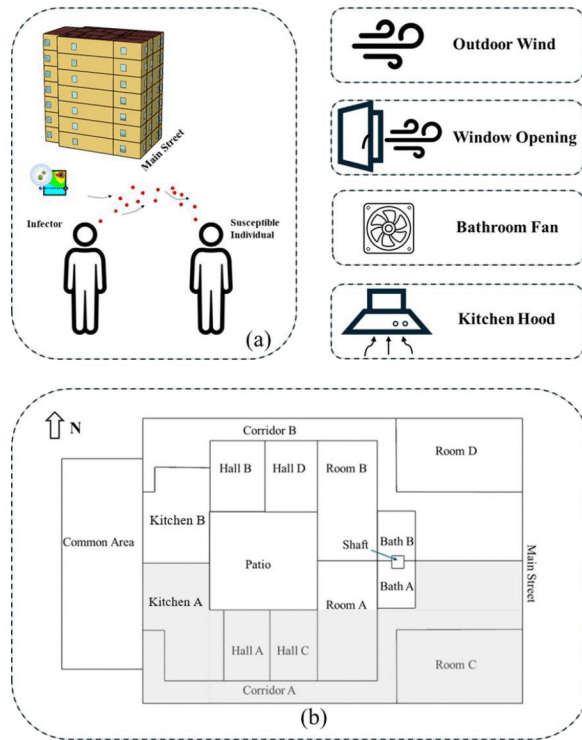 Main Street
Infector
Susceptible
Individual
(a)
Outdoor Wind
Window Opening
Bathroom Fan
Kitchen Hood
N
Corridor B
Hall B
Hall D
Room B
Room D
Kitchen B
Common Area
Patio
Shaft
Bath B
Bath A
Main Street
Kitchen A
Room A
Hall A
Hall C
Room C
Corridor A
(b)